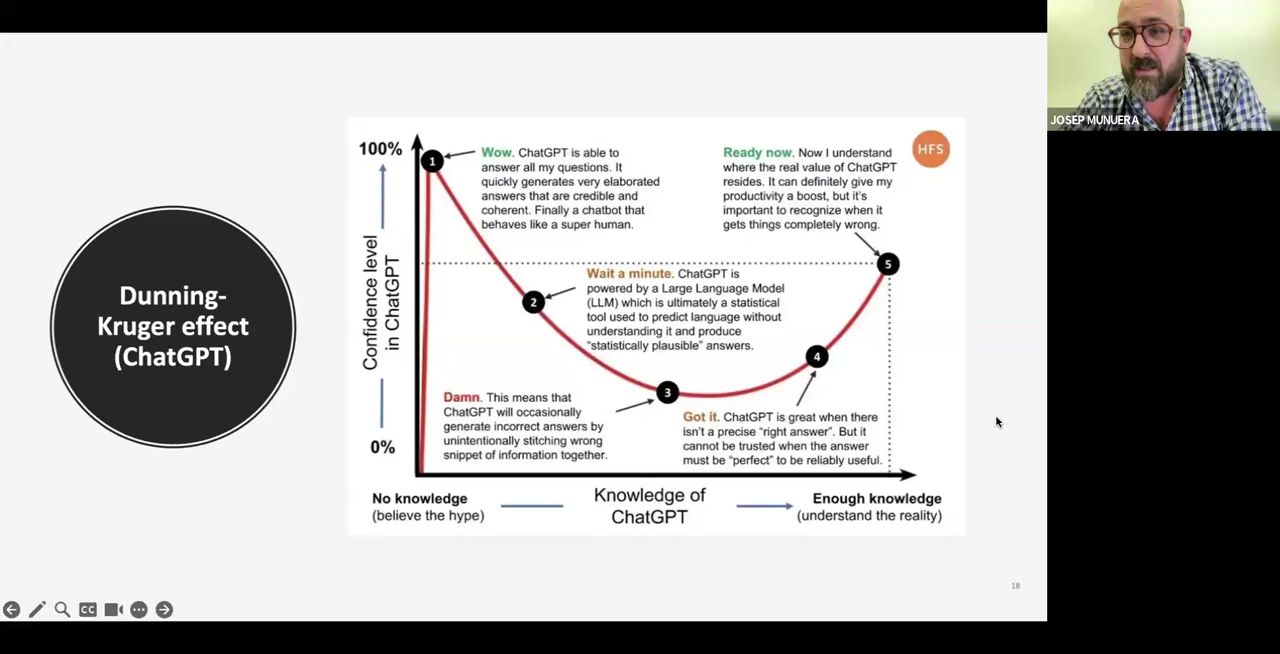 Dunning-
Kruger effect
(ChatGPT)
100%
Confidence level
in ChatGPT
0%
1
Wow. ChatGPT is able to
answer all my questions. It
quickly generates very elaborated
answers that are credible and
coherent. Finally a chatbot that
behaves like a super human.
Ready now. Now I understand
where the real value of ChatGPT
resides. It can definitely give my
productivity a boost, but it's
important to recognize when it
gets things completely wrong.
HFS
5
2
Wait a minute. ChatGPT is
powered by a Large Language Model
(LLM) which is ultimately a statistical
tool used to predict language without
understanding it and produce
"statistically plausible" answers.
4
3
Damn. This means that
ChatGPT will occasionally
generate incorrect answers by
unintentionally stitching wrong
snippet of information together.
Got it. ChatGPT is great when there
isn't a precise "right answer". But it
cannot be trusted when the answer
must be "perfect" to be reliably useful.
No knowledge
(believe the hype)
Knowledge of
ChatGPT
Enough knowledge
(understand the reality)
18
CC
JOSEP MUNUERA